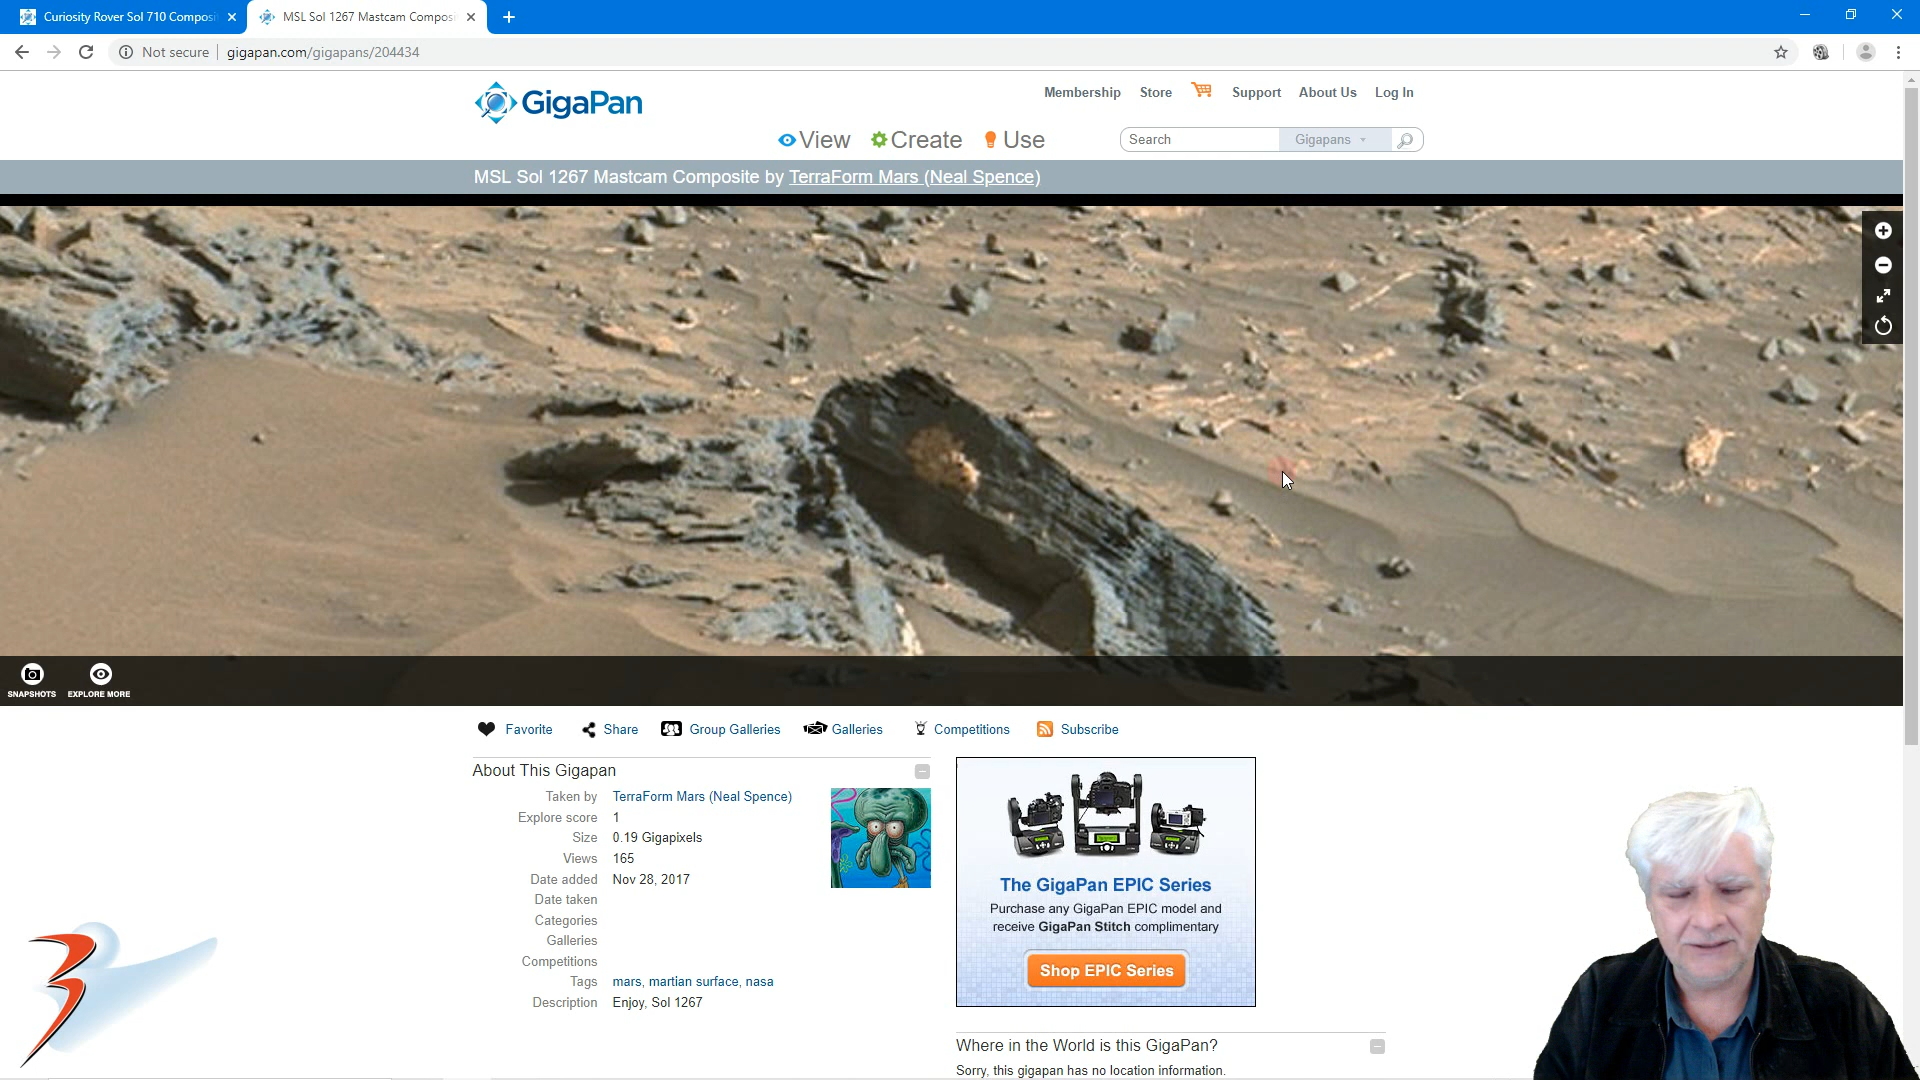 Curiosity Rover Sol 710 Composi
MSL Sol 1267 Mastcam Compos
Not secure
gigapan.com/gigapans/204434
GigaPan
Membership Store Support About Us Log In
View Create Use
Search Gigapans
MSL Sol 1267 Mastcam Composite by TerraForm Mars (Neal Spence)
SNAPSHOTS EXPLORE MORE
Favorite Share Group Galleries Galleries Competitions Subscribe
About This Gigapan
Taken by TerraForm Mars (Neal Spence)
Explore score 1
Size 0.19 Gigapixels
Views 165
Date added Nov 28, 2017
Date taken
Categories
Galleries
Competitions
Tags mars, martian surface, nasa
Description Enjoy, Sol 1267
The GigaPan EPIC Series
Purchase any GigaPan EPIC model and
receive GigaPan Stitch complimentary
Shop EPIC Series
Where in the World is this GigaPan?
Sorry, this gigapan has no location information.